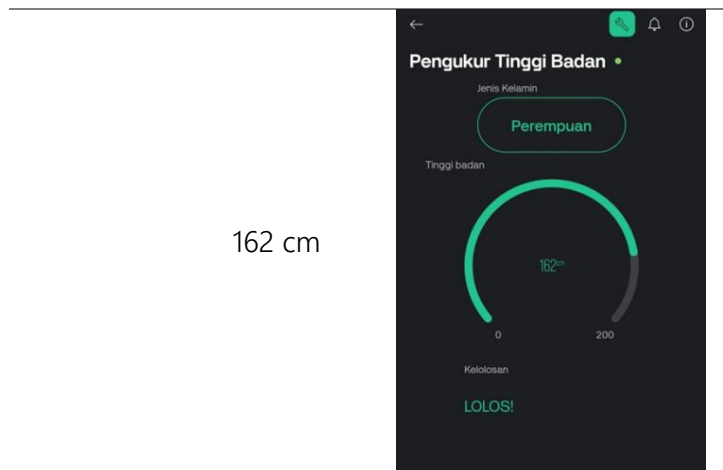 162 cm
Pengukur Tinggi Badan
Jenis Kelamin
Perempuan
Tinggi badan
162cm
0 200
Kelolosan
LOLOS!